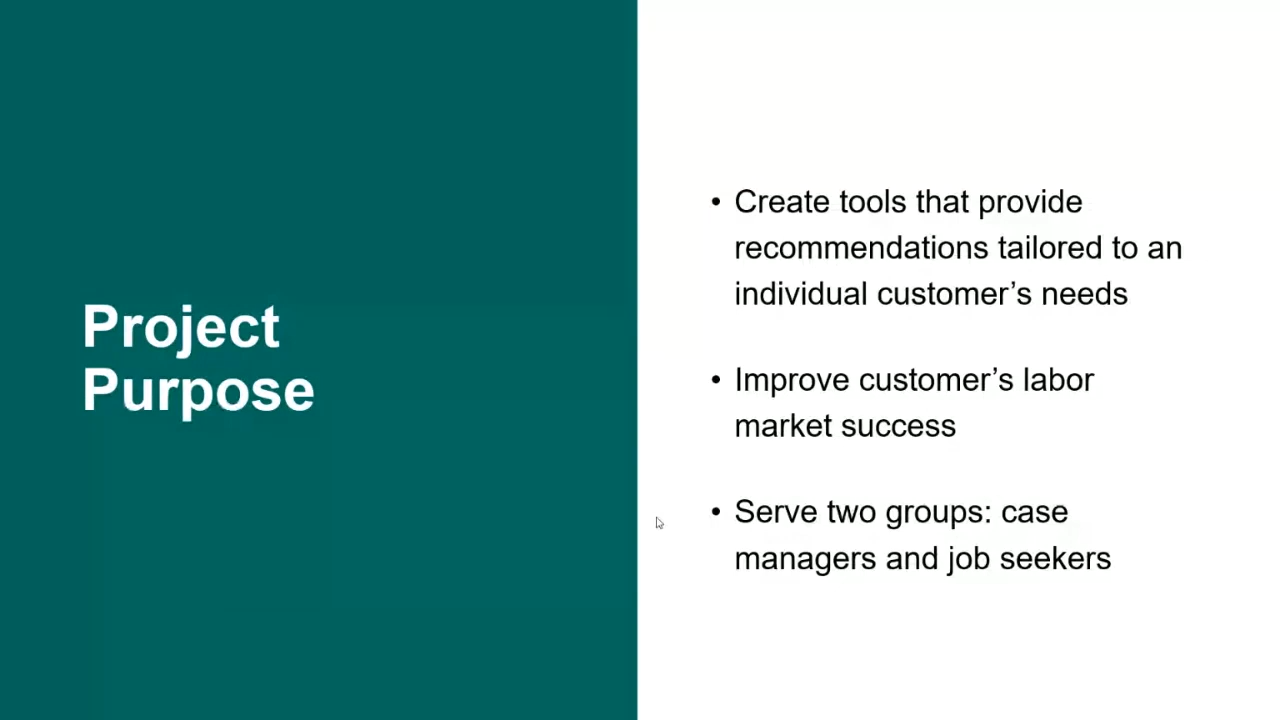 Project
Purpose
• Create tools that provide
recommendations tailored to an
individual customer’s needs
• Improve customer’s labor
market success
• Serve two groups: case
managers and job seekers